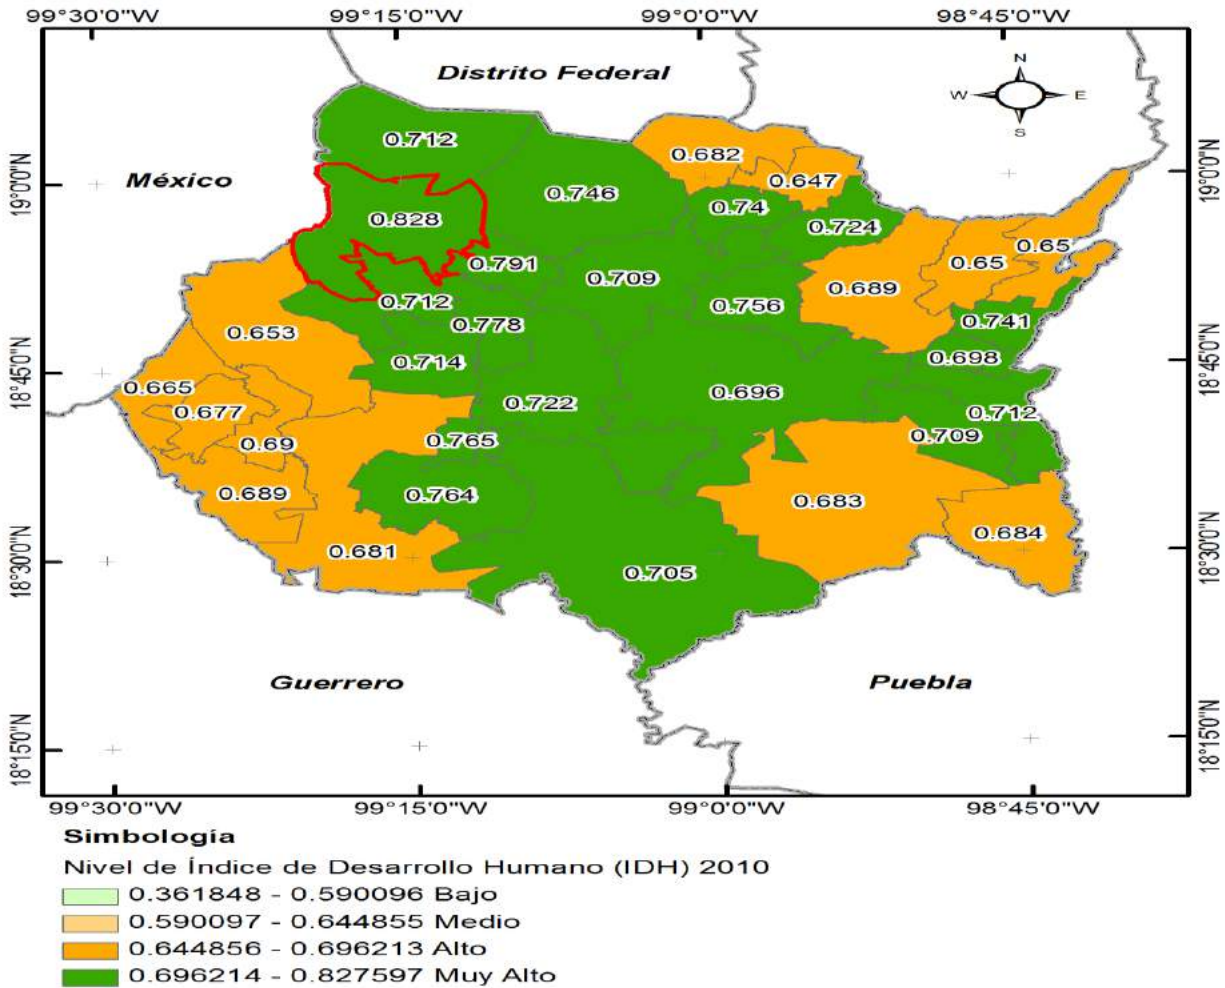 99°30'0"W 99°15'0"W 99°0'0"W 98°45'0"W
Distrito Federal
N
W E
S
México
Guerrero
Puebla
19°0'0"N
18°45'0"N
18°30'0"N
18°15'0"N
19°0'0"N
18°45'0"N
18°30'0"N
18°15'0"N
0.712
0.682
0.647
0.746
0.74
0.828
0.724
0.65
0.791
0.65
0.709
0.689
0.712
0.756
0.778
0.741
0.653
0.714
0.698
0.665
0.696
0.722
0.677
0.712
0.69
0.765
0.709
0.689
0.764
0.683
0.684
0.681
0.705
99°30'0"W 99°15'0"W 99°0'0"W 98°45'0"W
Simbología
Nivel de Índice de Desarrollo Humano (IDH) 2010
0.361848 - 0.590096 Bajo
0.590097 - 0.644855 Medio
0.644856 - 0.696213 Alto
0.696214 - 0.827597 Muy Alto